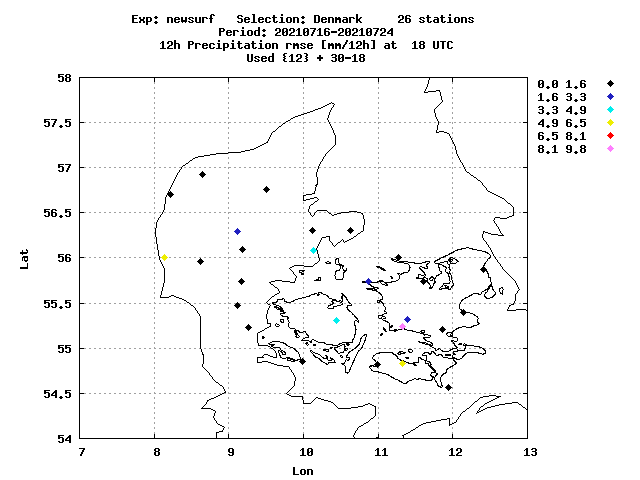 Exp: newsurf   Selection: Denmark     26 stations
Period: 20210716-20210724
12h Precipitation rmse [mm/12h] at  18 UTC
Used {12} + 30-18
0.0 1.6
1.6 3.3
3.3 4.9
4.9 6.5
6.5 8.1
8.1 9.8
58
57.5
57
56.5
56
55.5
55
54.5
54
Lat
7 8 9 10 11 12 13
Lon